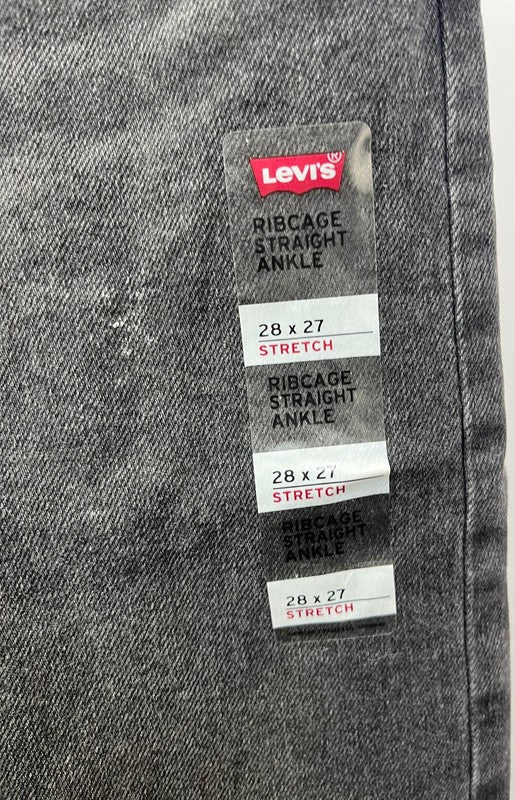 LEVI'S®
RIBCAGE
STRAIGHT
ANKLE
28 x 27
STRETCH
RIBCAGE
STRAIGHT
ANKLE
28 x 27
STRETCH
RIBCAGE
STRAIGHT
ANKLE
28 x 27
STRETCH